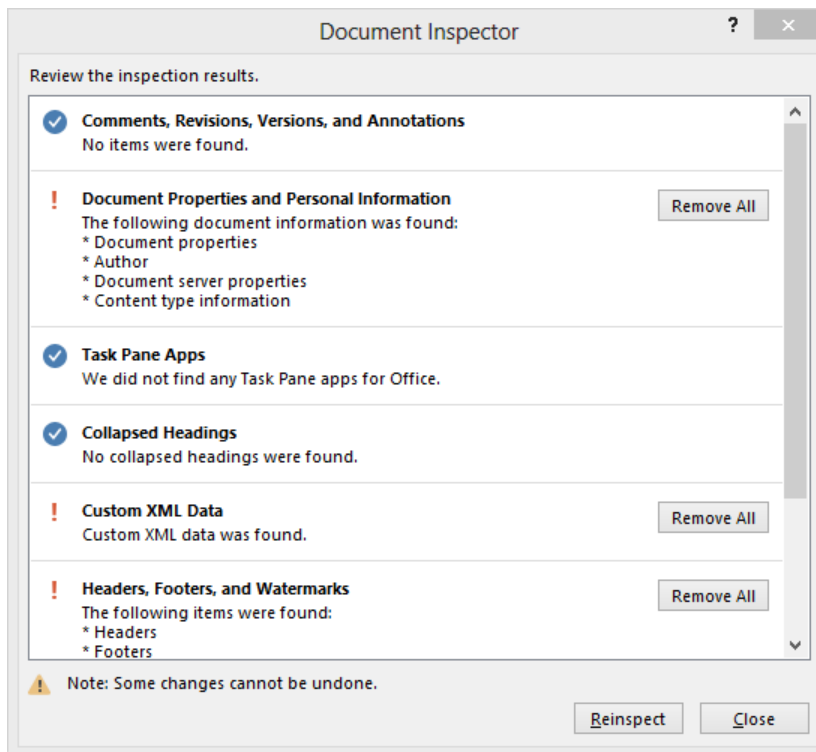 Document Inspector
?
Review the inspection results.
Comments, Revisions, Versions, and Annotations
No items were found.
! Document Properties and Personal Information
Remove All
The following document information was found:
* Document properties
* Author
* Document server properties
* Content type information
Task Pane Apps
We did not find any Task Pane apps for Office.
Collapsed Headings
No collapsed headings were found.
! Custom XML Data
Remove All
Custom XML data was found.
! Headers, Footers, and Watermarks
Remove All
The following items were found:
* Headers
* Footers
Note: Some changes cannot be undone.
Reinspect
Close